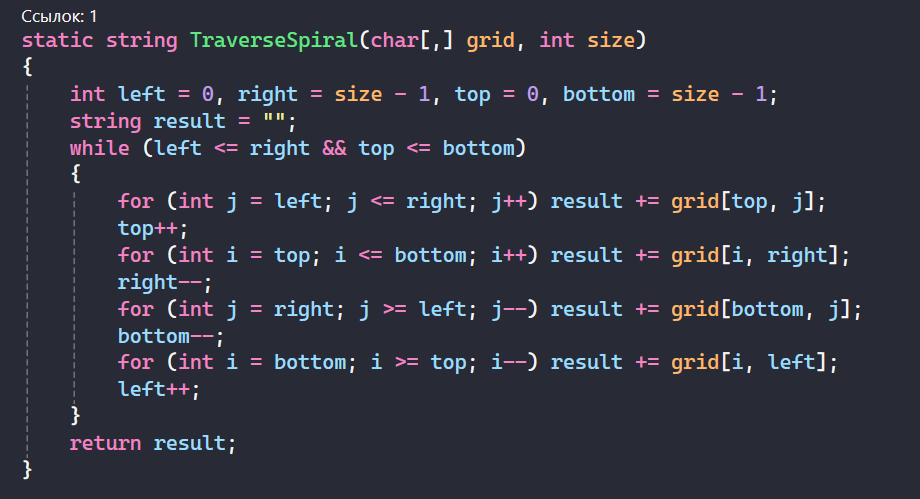 Ссылок: 1
static string TraverseSpiral(char[,] grid, int size)
{
    int left = 0, right = size - 1, top = 0, bottom = size - 1;
    string result = "";
    while (left <= right && top <= bottom)
    {
        for (int j = left; j <= right; j++) result += grid[top, j];
        top++;
        for (int i = top; i <= bottom; i++) result += grid[i, right];
        right--;
        for (int j = right; j >= left; j--) result += grid[bottom, j];
        bottom--;
        for (int i = bottom; i >= top; i--) result += grid[i, left];
        left++;
    }
    return result;
}